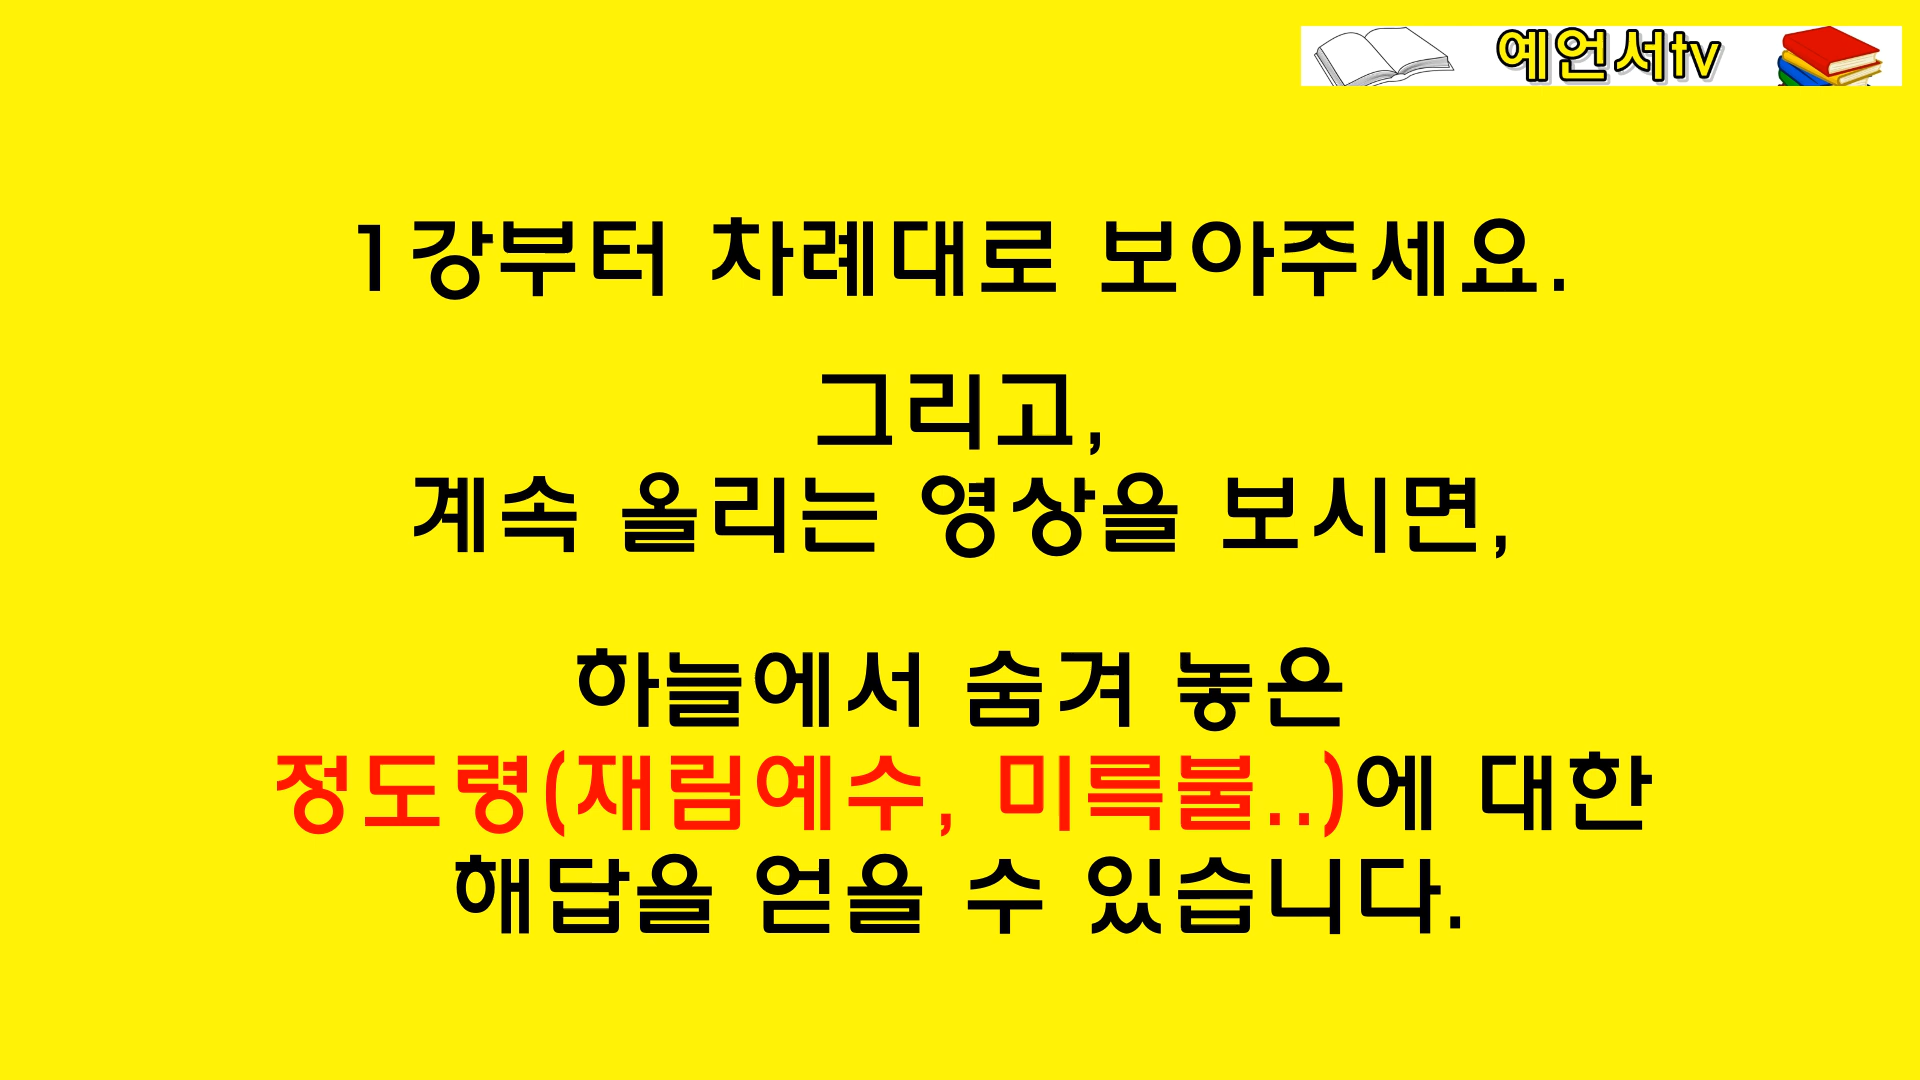 예언서tv
1강부터 차례대로 보아주세요.
그리고,
계속 올리는 영상을 보시면,
하늘에서 숨겨 놓은
정도령(재림예수, 미륵불..)에 대한
해답을 얻을 수 있습니다.